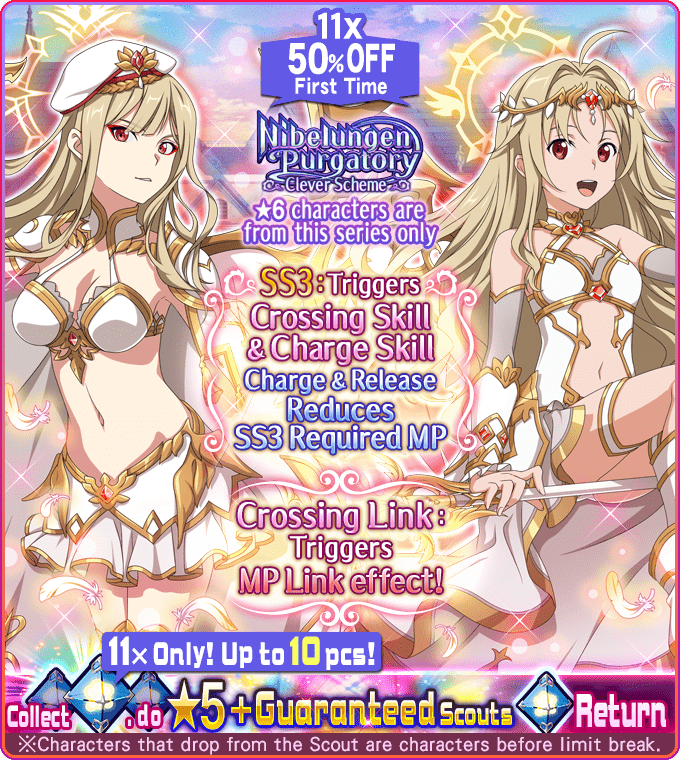 11x
50%OFF
First Time
Nibelungen
Purgatory
Clever Scheme
★6 characters are
from this series only
SS3:Triggers
Crossing Skill
& Charge Skill
Charge & Release
Reduces
SS3 Required MP
Crossing Link:
Triggers
MP Link effect!
11× Only! Up to 10 pcs!
Collect , do ★5+Guaranteed Scouts Return
※Characters that drop from the Scout are characters before limit break.